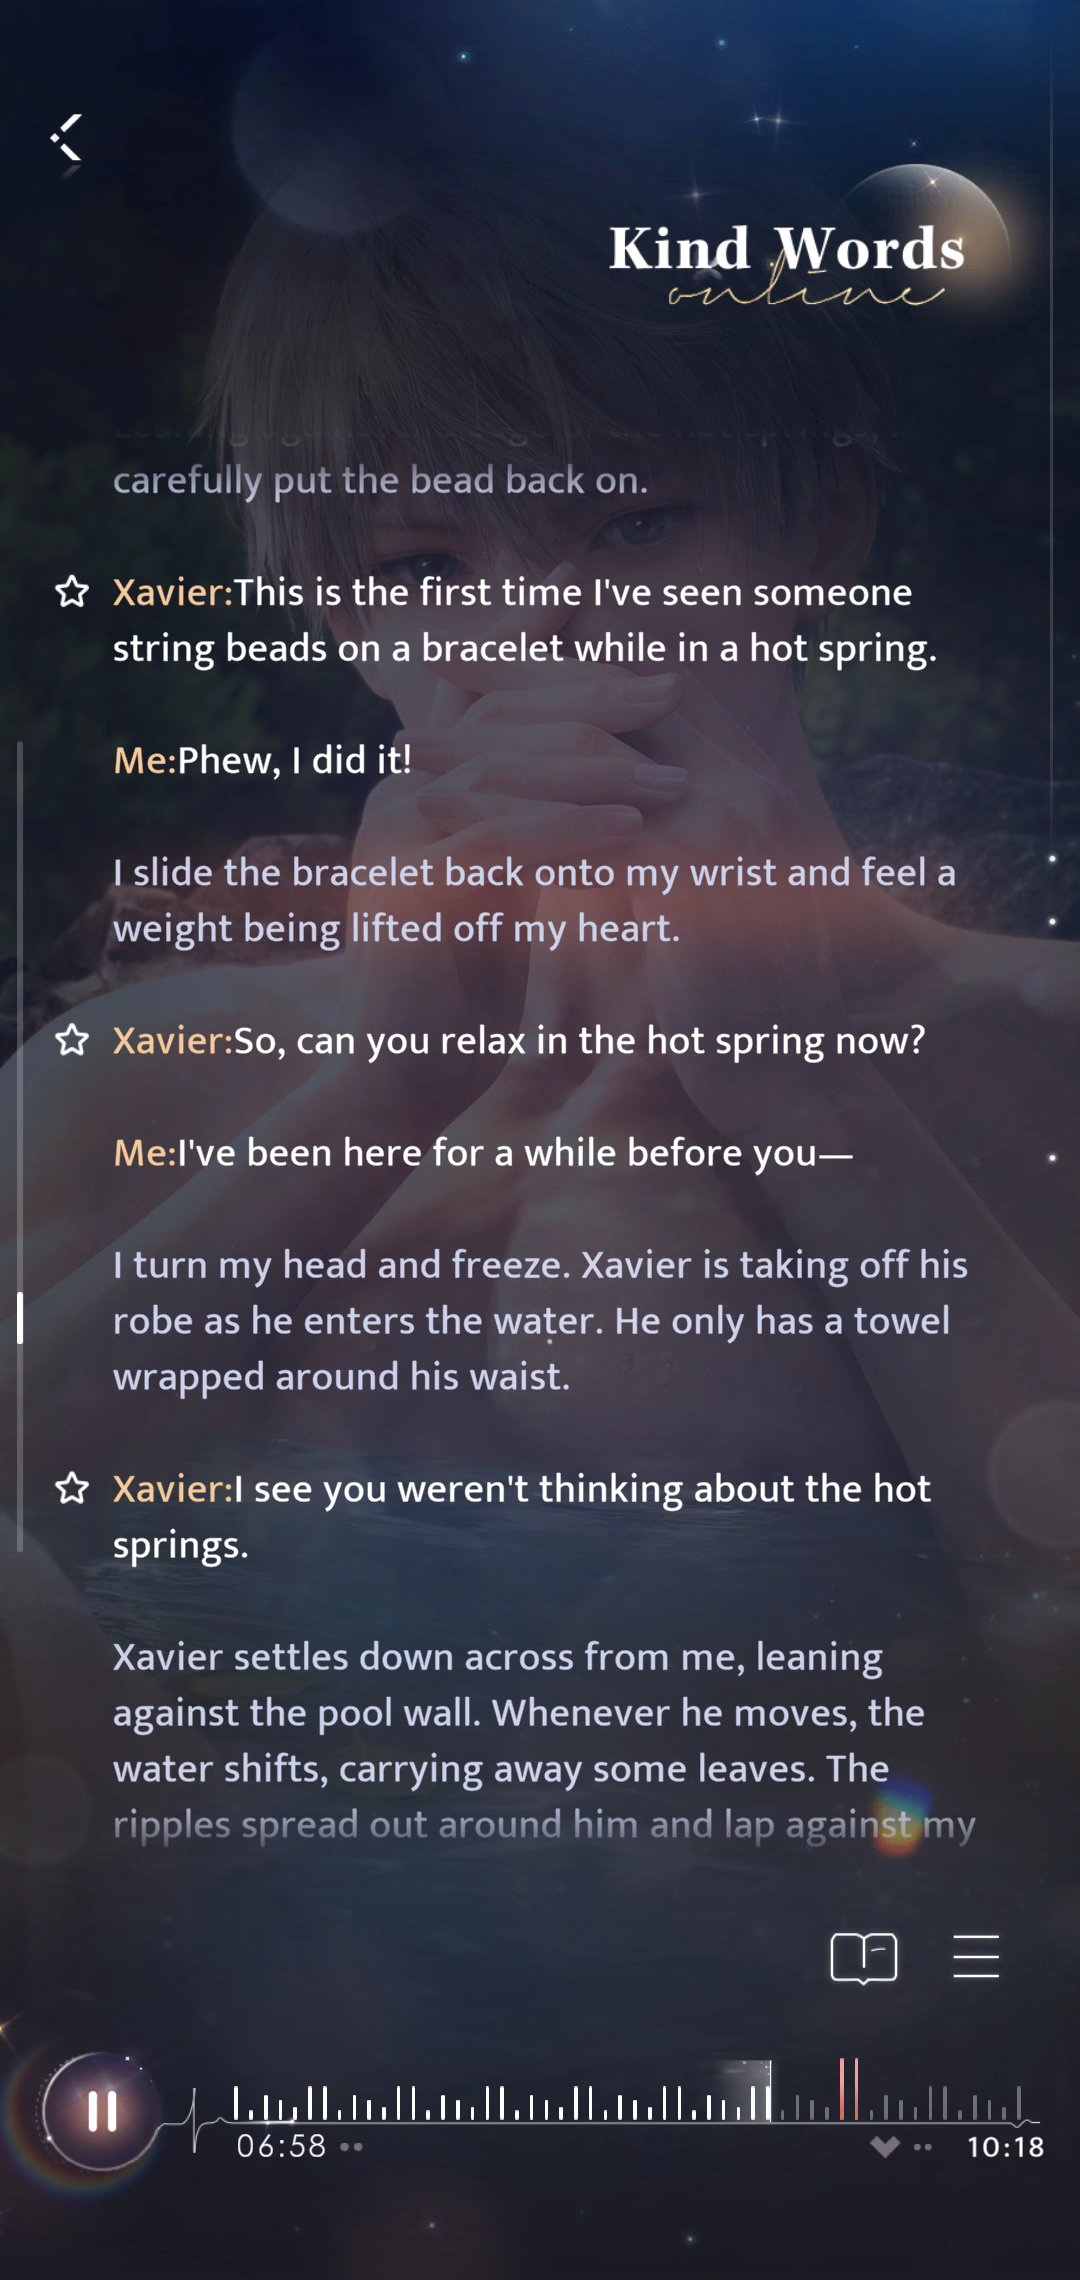 Kind Words
online
carefully put the bead back on.
Xavier:This is the first time I've seen someone
string beads on a bracelet while in a hot spring.
Me:Phew, I did it!
I slide the bracelet back onto my wrist and feel a
weight being lifted off my heart.
Xavier:So, can you relax in the hot spring now?
Me:I've been here for a while before you—
I turn my head and freeze. Xavier is taking off his
robe as he enters the water. He only has a towel
wrapped around his waist.
Xavier:I see you weren't thinking about the hot
springs.
Xavier settles down across from me, leaning
against the pool wall. Whenever he moves, the
water shifts, carrying away some leaves. The
ripples spread out around him and lap against my
06:58
10:18